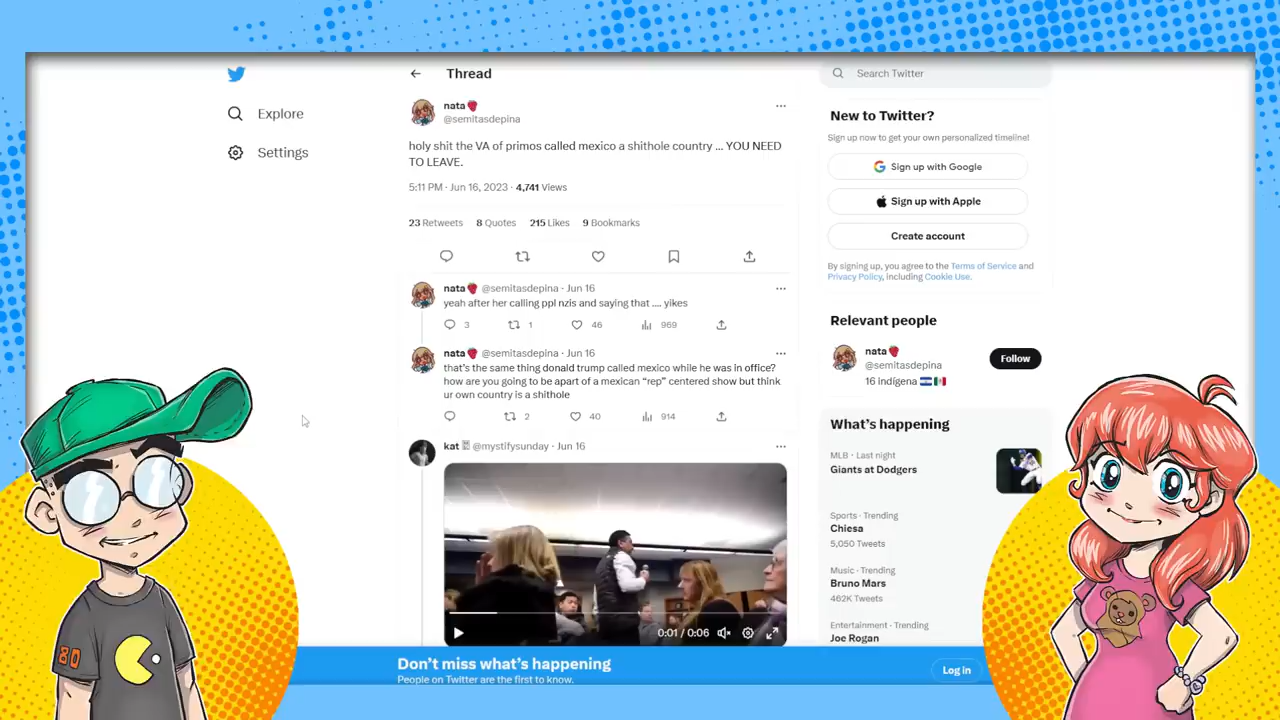 Thread
Search Twitter
Explore
Settings
nata
@semitasdepina
holy shit the VA of primos called mexico a shithole country ... YOU NEED
TO LEAVE.
5:11 PM · Jun 16, 2023 · 4,741 Views
23 Retweets 8 Quotes 215 Likes 9 Bookmarks
nata @semitasdepina · Jun 16
yeah after her calling ppl nzis and saying that .... yikes
3 1 46 969
nata @semitasdepina · Jun 16
that's the same thing donald trump called mexico while he was in office?
how are you going to be apart of a mexican "rep" centered show but think
ur own country is a shithole
2 40 914
kat @mystifysunday · Jun 16
0:01 / 0:06
New to Twitter?
Sign up now to get your own personalized timeline!
Sign up with Google
Sign up with Apple
Create account
By signing up, you agree to the Terms of Service and
Privacy Policy, including Cookie Use.
Relevant people
nata
@semitasdepina
Follow
16 indígena
What's happening
MLB · Last night
Giants at Dodgers
Sports · Trending
Chiesa
5,050 Tweets
Music · Trending
Bruno Mars
462K Tweets
Entertainment · Trending
Joe Rogan
Don't miss what's happening
People on Twitter are the first to know.
Log in
80